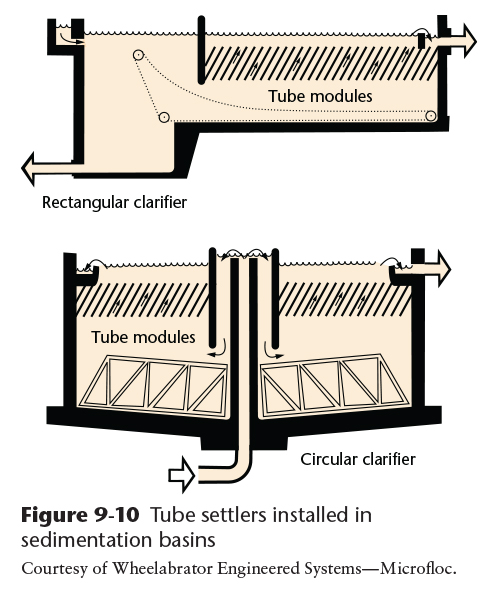 Tube modules
Rectangular clarifier
Tube modules
Circular clarifier
Figure 9-10 Tube settlers installed in
sedimentation basins
Courtesy of Wheelabrator Engineered Systems—Microfloc.